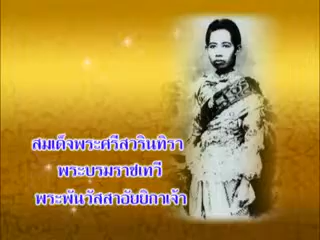 สมเด็จพระศรีสวรินทิรา
พระบรมราชเทวี
พระพันวัสสาอัยยิกาเจ้า